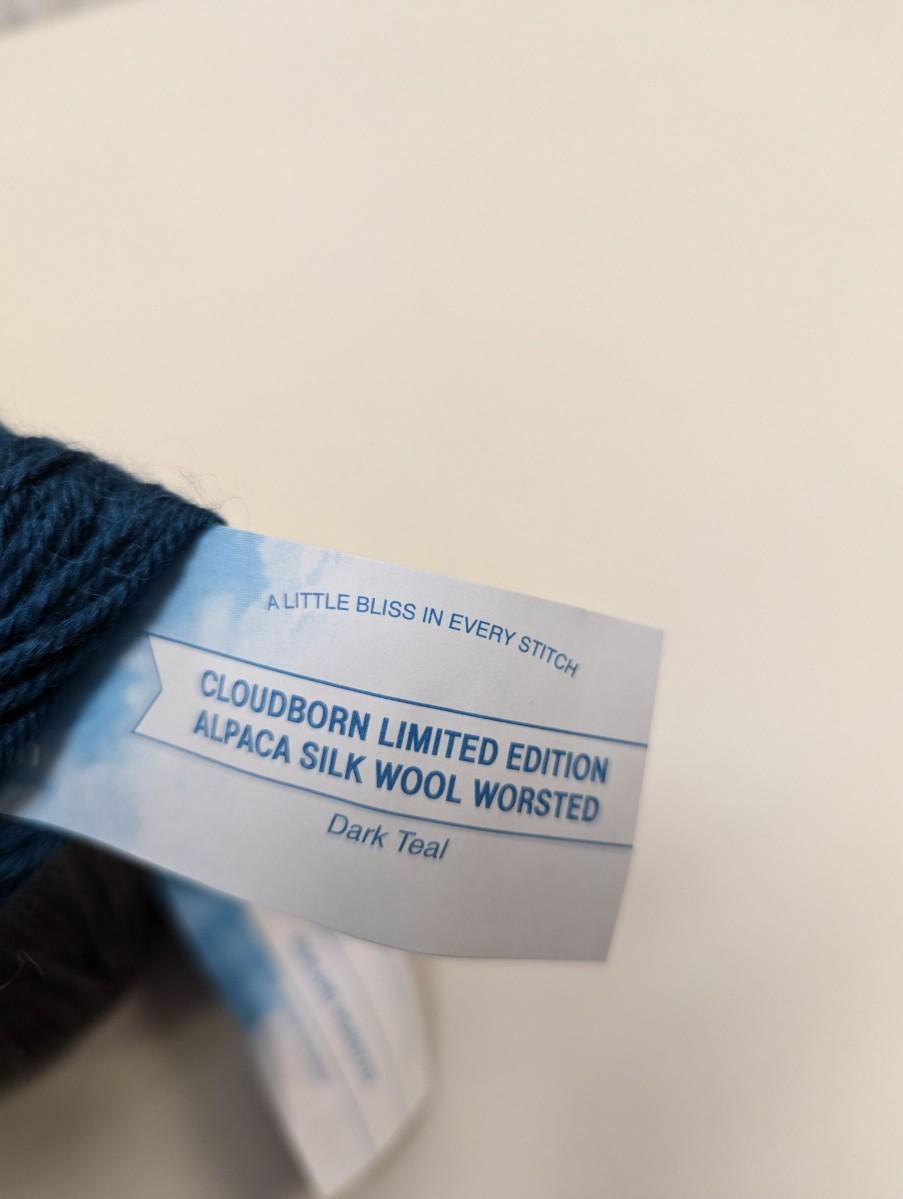 A LITTLE BLISS IN EVERY STITCH
CLOUDBORN LIMITED EDITION
ALPACA SILK WOOL WORSTED
Dark Teal